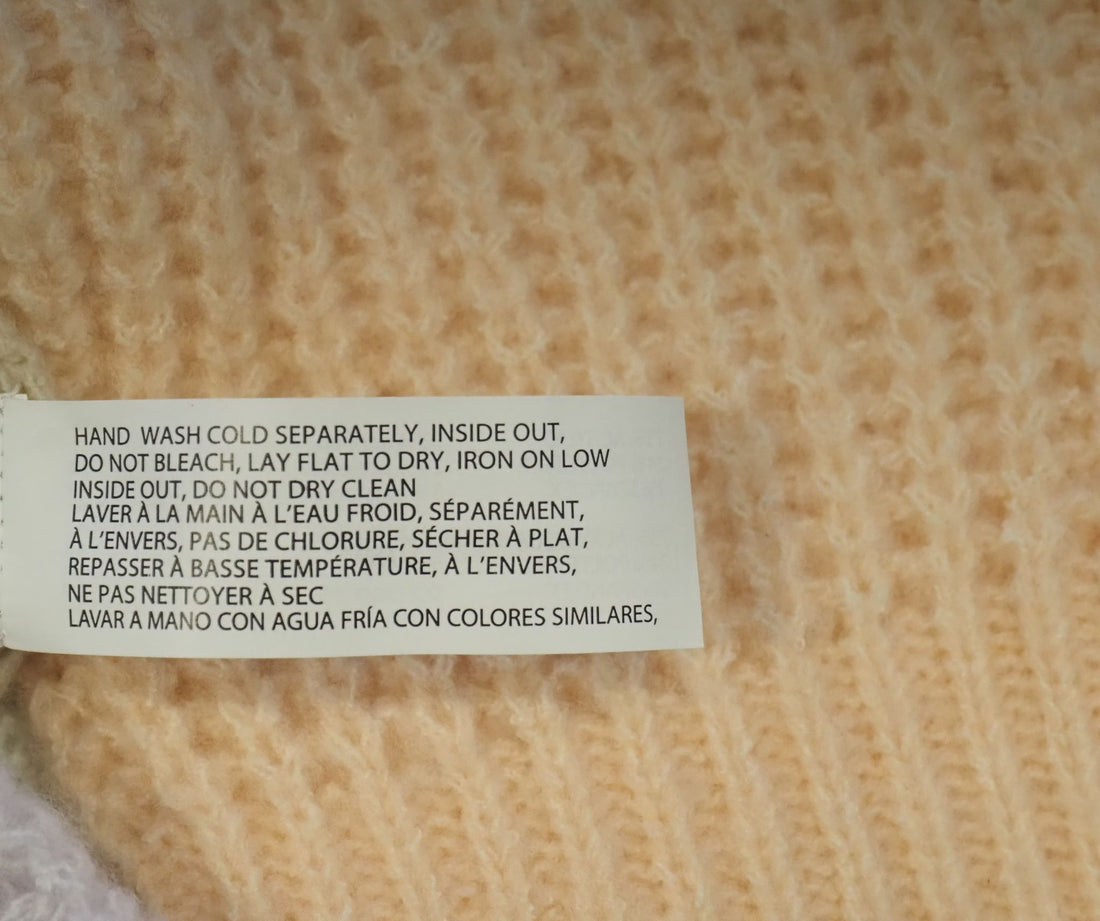 HAND WASH COLD SEPARATELY, INSIDE OUT,
DO NOT BLEACH, LAY FLAT TO DRY, IRON ON LOW
INSIDE OUT, DO NOT DRY CLEAN
LAVER À LA MAIN À L'EAU FROID, SÉPARÉMENT,
À L'ENVERS, PAS DE CHLORURE, SÉCHER À PLAT,
REPASSER À BASSE TEMPÉRATURE, À L'ENVERS,
NE PAS NETTOYER À SEC
LAVAR A MANO CON AGUA FRÍA CON COLORES SIMILARES,